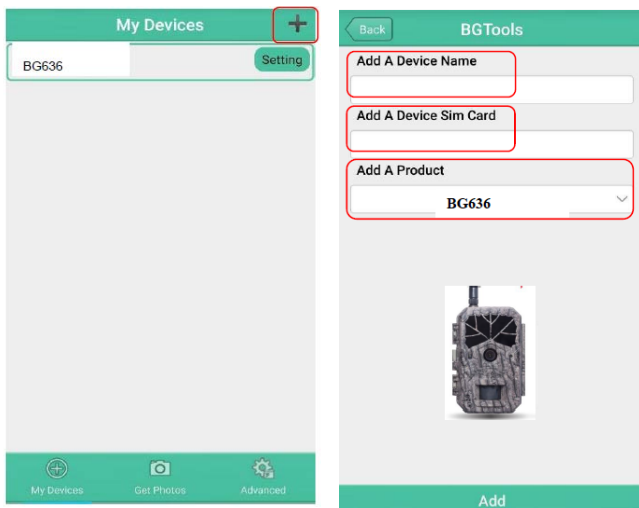 My Devices
BG636
Setting
My Devices
Get Photos
Advanced
Back
BGTools
Add A Device Name
Add A Device Sim Card
Add A Product
BG636
Add